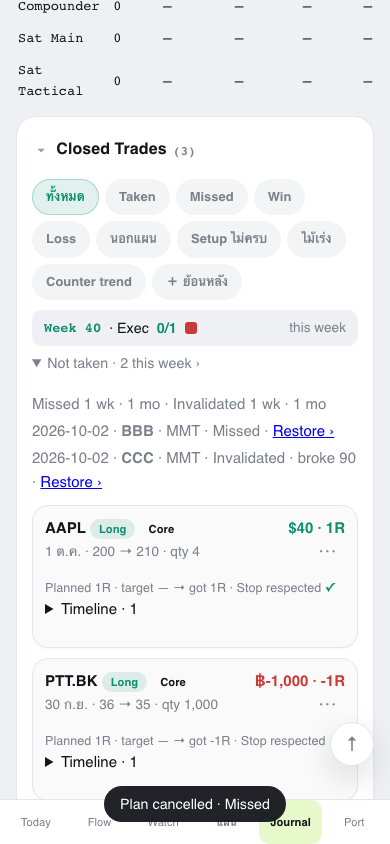 Compounder 0 — — — —
Sat Main 0 — — — —
Sat
Tactical 0 — — — —
Closed Trades (3)
ทั้งหมด Taken Missed Win
Loss นอกแผน Setup ไม่ครบ ไม้เร่ง
Counter trend + ย้อนหลัง
Week 40 · Exec 0/1 this week
▼ Not taken · 2 this week ›
Missed 1 wk · 1 mo · Invalidated 1 wk · 1 mo
2026-10-02 · BBB · MMT · Missed · Restore ›
2026-10-02 · CCC · MMT · Invalidated · broke 90
· Restore ›
AAPL Long Core $40 · 1R
1 ต.ค. · 200 → 210 · qty 4 ···
Planned 1R · target — → got 1R · Stop respected ✓
▶ Timeline · 1
PTT.BK Long Core ฿-1,000 · -1R
30 ก.ย. · 36 → 35 · qty 1,000 ···
Planned 1R · target — → got -1R · Stop respected
▶ Timeline · 1
↑
Plan cancelled · Missed
Today Flow Watch แผน Journal Port